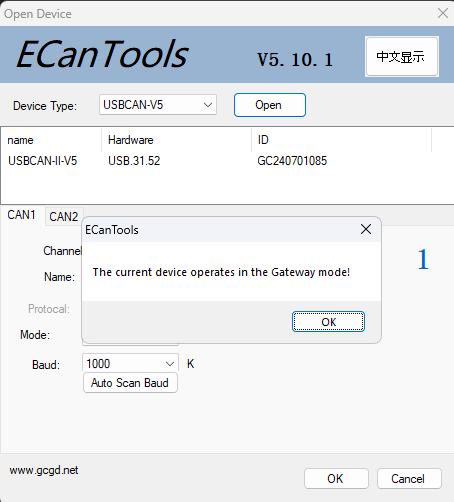 Open Device
ECanTools V5.10.1 中文显示
Device Type: USBCAN-V5 Open
name Hardware ID
USBCAN-II-V5 USB.31.52 GC240701085
CAN1 CAN2
ECanTools
Channel 1
Name:
The current device operates in the Gateway mode!
Protocal:
OK
Mode:
Baud: 1000 K
Auto Scan Baud
www.gcgd.net
OK Cancel